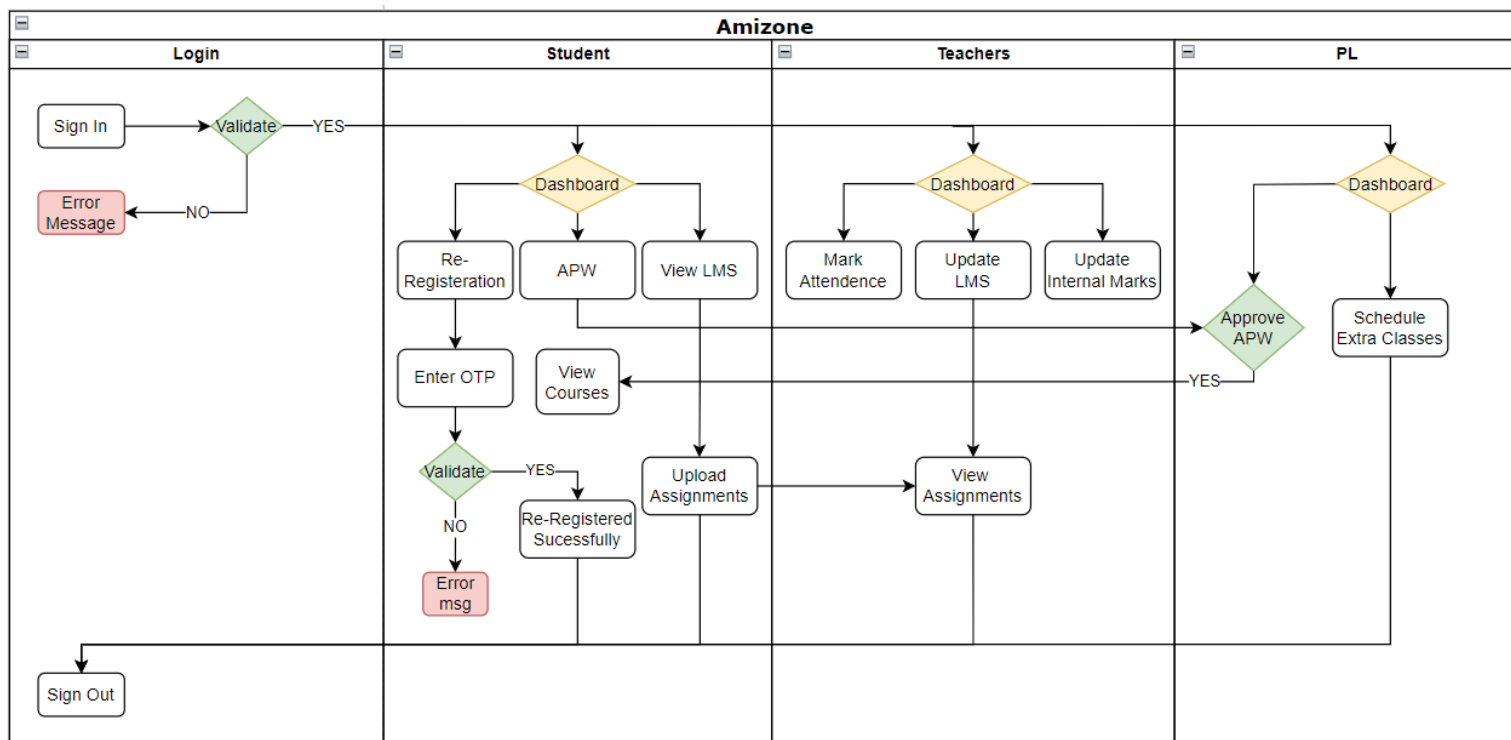 Amizone
Login
Student
Teachers
PL
Sign In
Validate
YES
NO
Error
Message
Dashboard
Dashboard
Dashboard
Re-
Registeration
APW
View LMS
Mark
Attendence
Update
LMS
Update
Internal Marks
Approve
APW
Schedule
Extra Classes
Enter OTP
View
Courses
YES
Validate
YES
NO
Upload
Assignments
View
Assignments
Re-Registered
Sucessfully
Error
msg
Sign Out